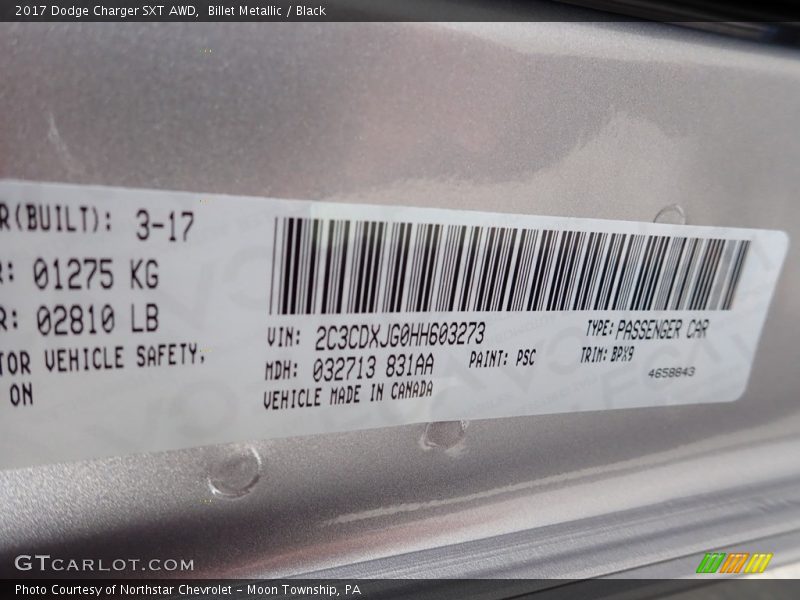 2017 Dodge Charger SXT AWD,  Billet Metallic / Black
R(BUILT): 3-17
R: 01275 KG
R: 02810 LB
TOR VEHICLE SAFETY,
ON
VIN: 2C3CDXJG0HH603273
TYPE: PASSENGER CAR
MDH: 032713 831AA
PAINT: PSC
TRIM: BPX9
VEHICLE MADE IN CANADA
4658843
GTCARLOT.COM
Photo Courtesy of Northstar Chevrolet - Moon Township, PA